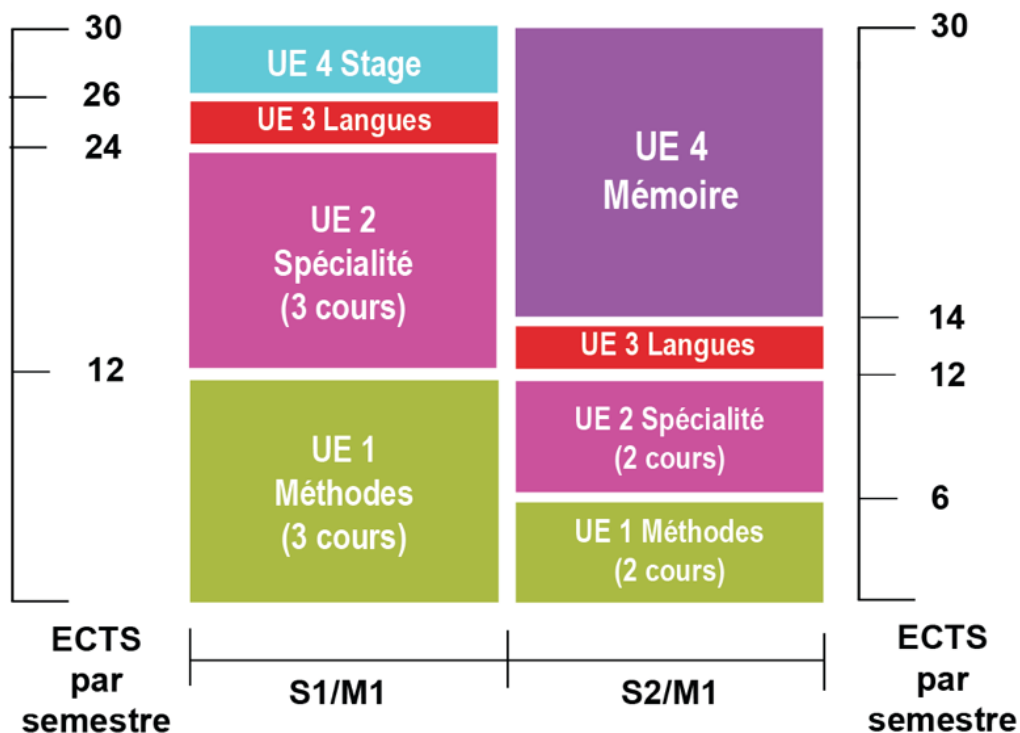 30
26
24
12
ECTS
par
semestre
UE 4 Stage
UE 3 Langues
UE 2
Spécialité
(3 cours)
UE 1
Méthodes
(3 cours)
S1/M1
UE 4
Mémoire
UE 3 Langues
UE 2 Spécialité
(2 cours)
UE 1 Méthodes
(2 cours)
S2/M1
30
14
12
6
ECTS
par
semestre